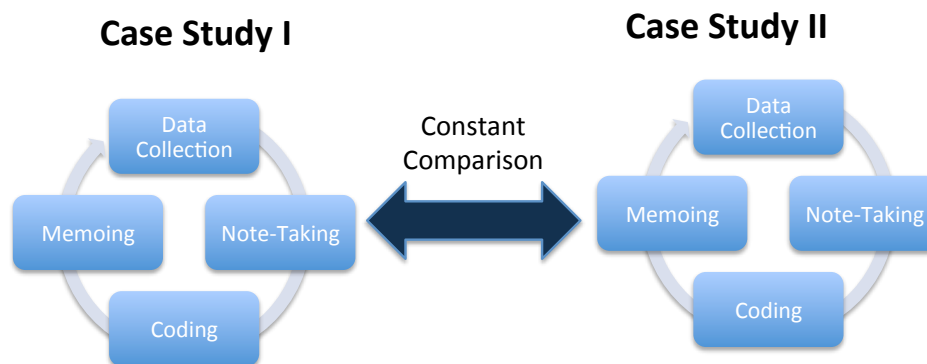 Case Study I
Data
Collection
Memoing
Note-Taking
Coding
Constant
Comparison
Case Study II
Data
Collection
Memoing
Note-Taking
Coding